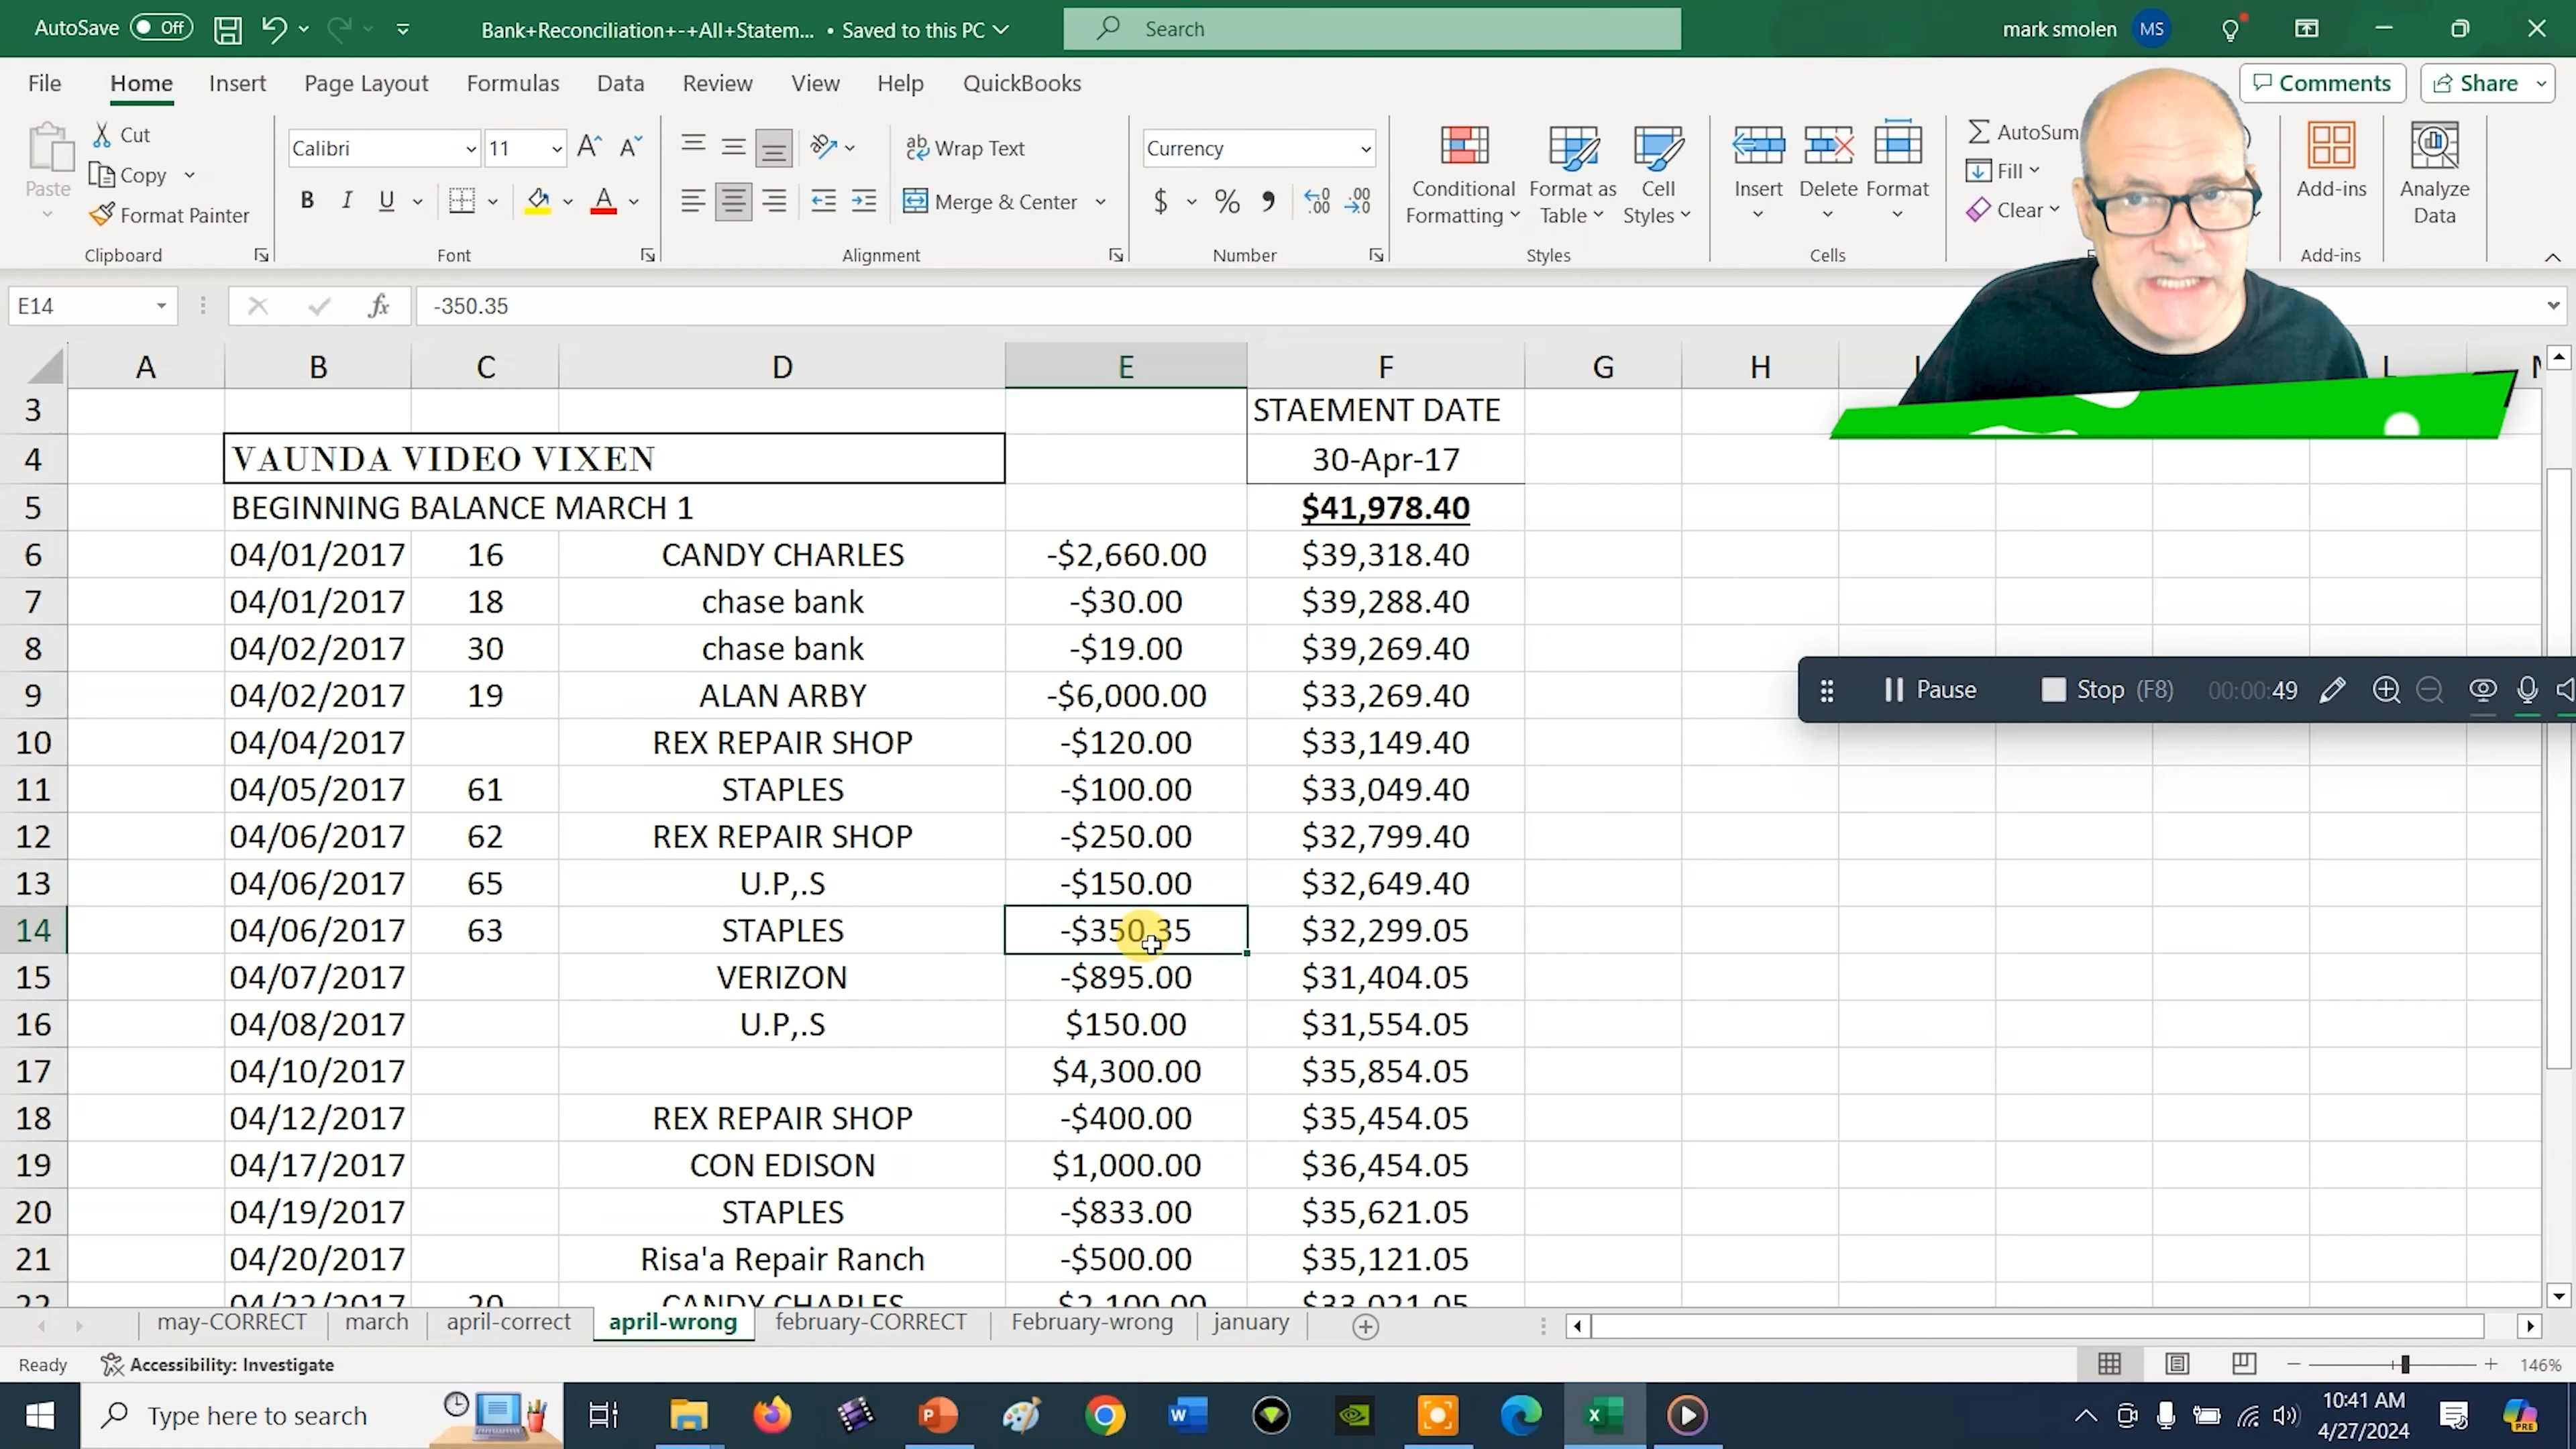 AutoSave Off Bank+Reconciliation+-+All+Statem... • Saved to this PC Search mark smolen MS
File Home Insert Page Layout Formulas Data Review View Help QuickBooks Comments Share
Paste Cut Copy Format Painter Clipboard
Calibri 11 B I U A Font
Wrap Text Merge & Center Alignment
Currency $ % Number
Conditional Formatting Format as Table Cell Styles Styles
Insert Delete Format Cells
AutoSum Fill Clear
Add-ins Add-ins
Analyze Data
E14 fx -350.35
A B C D E F G H L
3 STAEMENT DATE
4 VAUNDA VIDEO VIXEN 30-Apr-17
5 BEGINNING BALANCE MARCH 1 $41,978.40
6 04/01/2017 16 CANDY CHARLES -$2,660.00 $39,318.40
7 04/01/2017 18 chase bank -$30.00 $39,288.40
8 04/02/2017 30 chase bank -$19.00 $39,269.40
9 04/02/2017 19 ALAN ARBY -$6,000.00 $33,269.40
Pause Stop (F8) 00:00:49
10 04/04/2017 REX REPAIR SHOP -$120.00 $33,149.40
11 04/05/2017 61 STAPLES -$100.00 $33,049.40
12 04/06/2017 62 REX REPAIR SHOP -$250.00 $32,799.40
13 04/06/2017 65 U.P,.S -$150.00 $32,649.40
14 04/06/2017 63 STAPLES -$350.35 $32,299.05
15 04/07/2017 VERIZON -$895.00 $31,404.05
16 04/08/2017 U.P,.S $150.00 $31,554.05
17 04/10/2017 $4,300.00 $35,854.05
18 04/12/2017 REX REPAIR SHOP -$400.00 $35,454.05
19 04/17/2017 CON EDISON $1,000.00 $36,454.05
20 04/19/2017 STAPLES -$833.00 $35,621.05
21 04/20/2017 Risa'a Repair Ranch -$500.00 $35,121.05
22 04/22/2017 20 CANDY CHARLES $2,100.00 $33,021.05
may-CORRECT march april-correct april-wrong february-CORRECT February-wrong january
Ready Accessibility: Investigate 146%
Type here to search 10:41 AM
4/27/2024